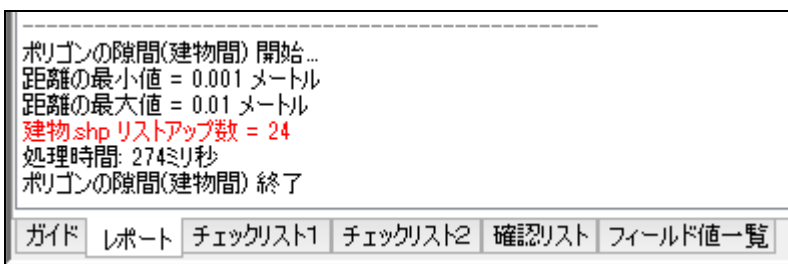 ------------------------------------------------
ポリゴンの隙間(建物間) 開始...
距離の最小値 = 0.001 メートル
距離の最大値 = 0.01 メートル
建物.shp リストアップ数 = 24
処理時間: 274ミリ秒
ポリゴンの隙間(建物間) 終了
ガイド レポート チェックリスト1 チェックリスト2 確認リスト フィールド値一覧